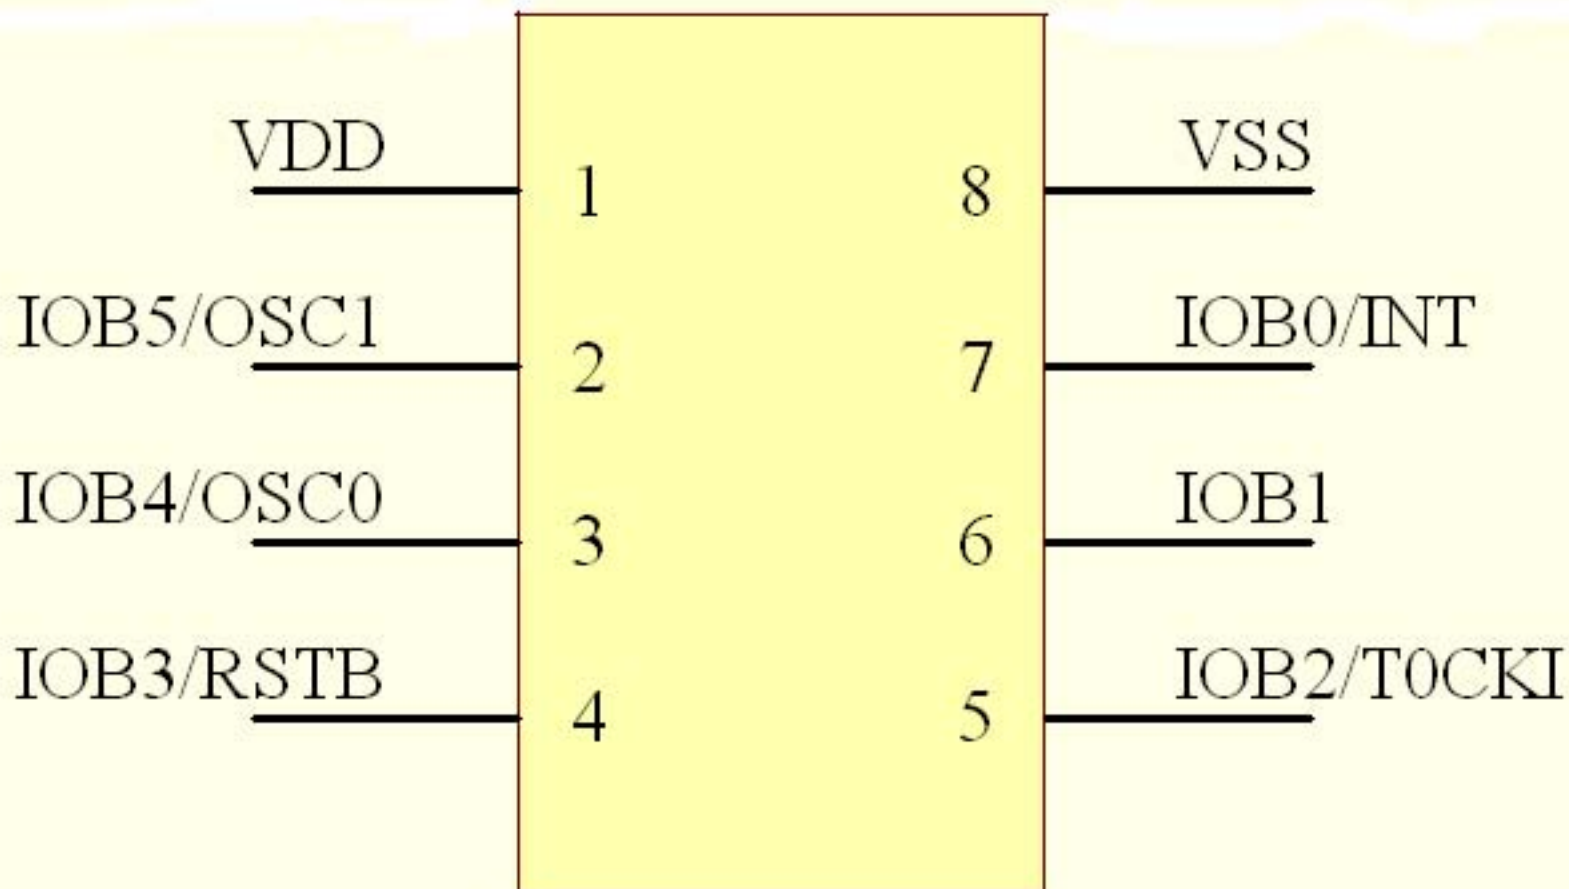 VDD 1 8 VSS
IOB5/OSC1 2 7 IOB0/INT
IOB4/OSC0 3 6 IOB1
IOB3/RSTB 4 5 IOB2/T0CKI